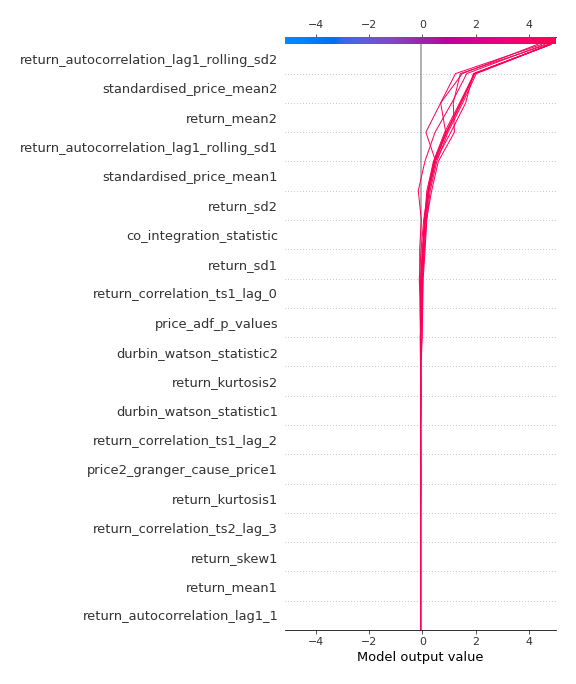 −4 −2 0 2 4
return_autocorrelation_lag1_rolling_sd2
standardised_price_mean2
return_mean2
return_autocorrelation_lag1_rolling_sd1
standardised_price_mean1
return_sd2
co_integration_statistic
return_sd1
return_correlation_ts1_lag_0
price_adf_p_values
durbin_watson_statistic2
return_kurtosis2
durbin_watson_statistic1
return_correlation_ts1_lag_2
price2_granger_cause_price1
return_kurtosis1
return_correlation_ts2_lag_3
return_skew1
return_mean1
return_autocorrelation_lag1_1
−4 −2 0 2 4
Model output value